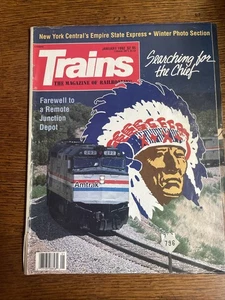 New York Central's Empire State Express • Winter Photo Section
Trains
THE MAGAZINE OF RAILROADING
Searching for
the Chief
Farewell to
a Remote
Junction
Depot
Amtrak